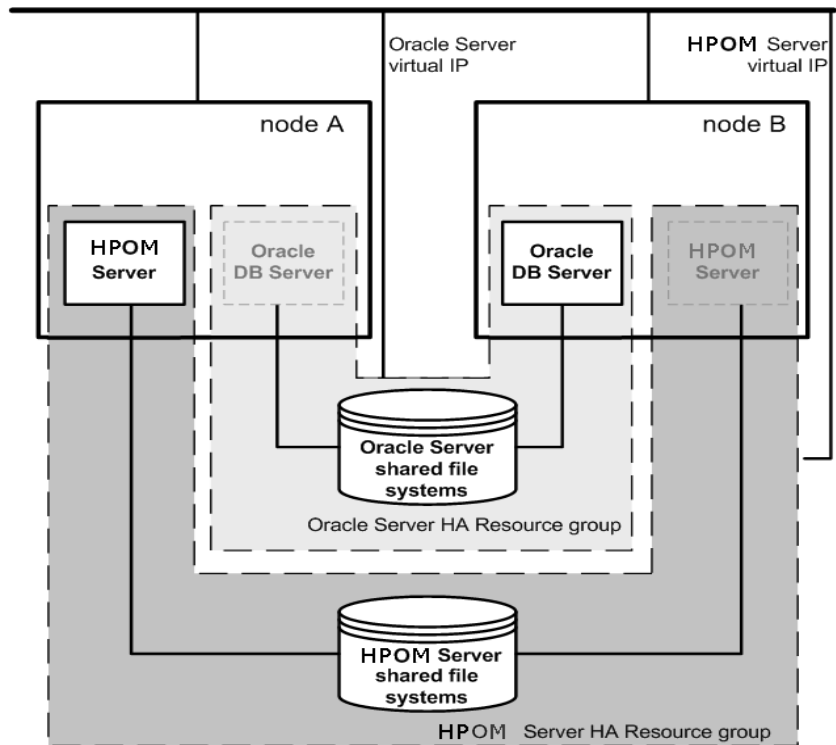 Oracle Server
virtual IP
HPOM Server
virtual IP
node A
node B
HPOM
Server
Oracle
DB Server
Oracle
DB Server
HPOM
Server
Oracle Server
shared file
systems
Oracle Server HA Resource group
HPOM Server
shared file
systems
HPOM Server HA Resource group